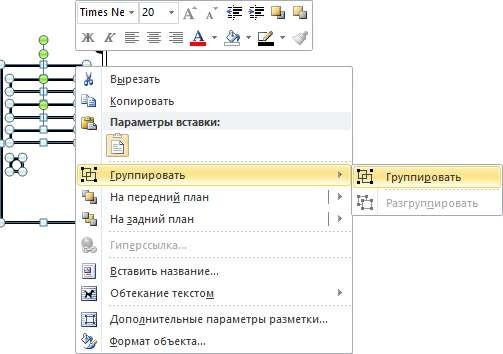 Times Ne 20 A A
Ж К A
Вырезать
Копировать
Параметры вставки:
Группировать
Группировать
На передний план
Разгруппировать
На задний план
Гиперссылка...
Вставить название...
Обтекание текстом
Дополнительные параметры разметки...
Формат объекта...